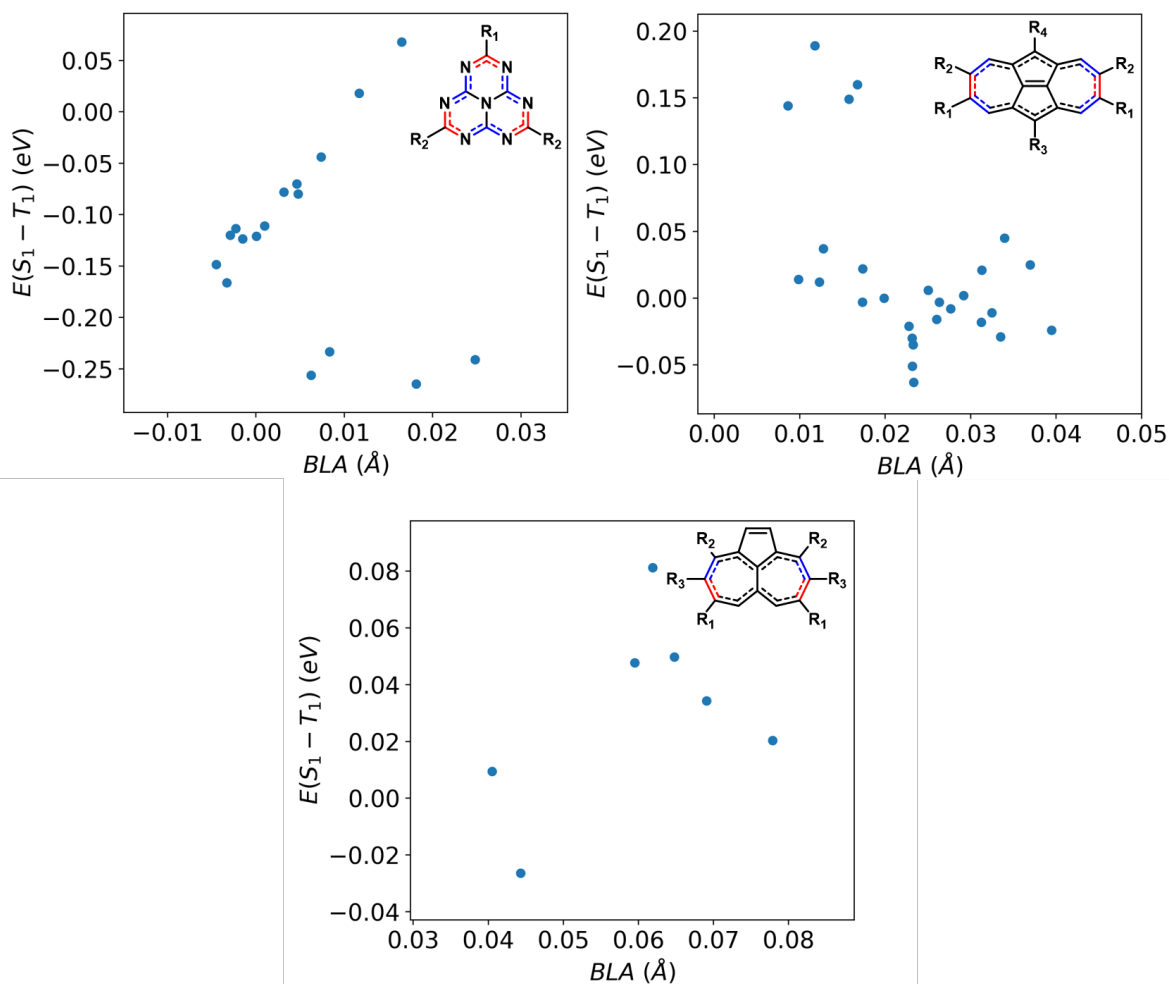 0.05
0.00
−0.05
−0.10
−0.15
−0.20
−0.25
−0.01 0.00 0.01 0.02 0.03
BLA (Å)
E(S₁ − T₁) (eV)
R₁
N N
N N N
R₂ N N R₂
0.20
0.15
0.10
0.05
0.00
−0.05
0.00 0.01 0.02 0.03 0.04 0.05
BLA (Å)
E(S₁ − T₁) (eV)
R₄
R₂ R₂
R₁ R₁
R₃
0.08
0.06
0.04
0.02
0.00
−0.02
−0.04
0.03 0.04 0.05 0.06 0.07 0.08
BLA (Å)
E(S₁ − T₁) (eV)
R₂ R₂
R₃ R₃
R₁ R₁